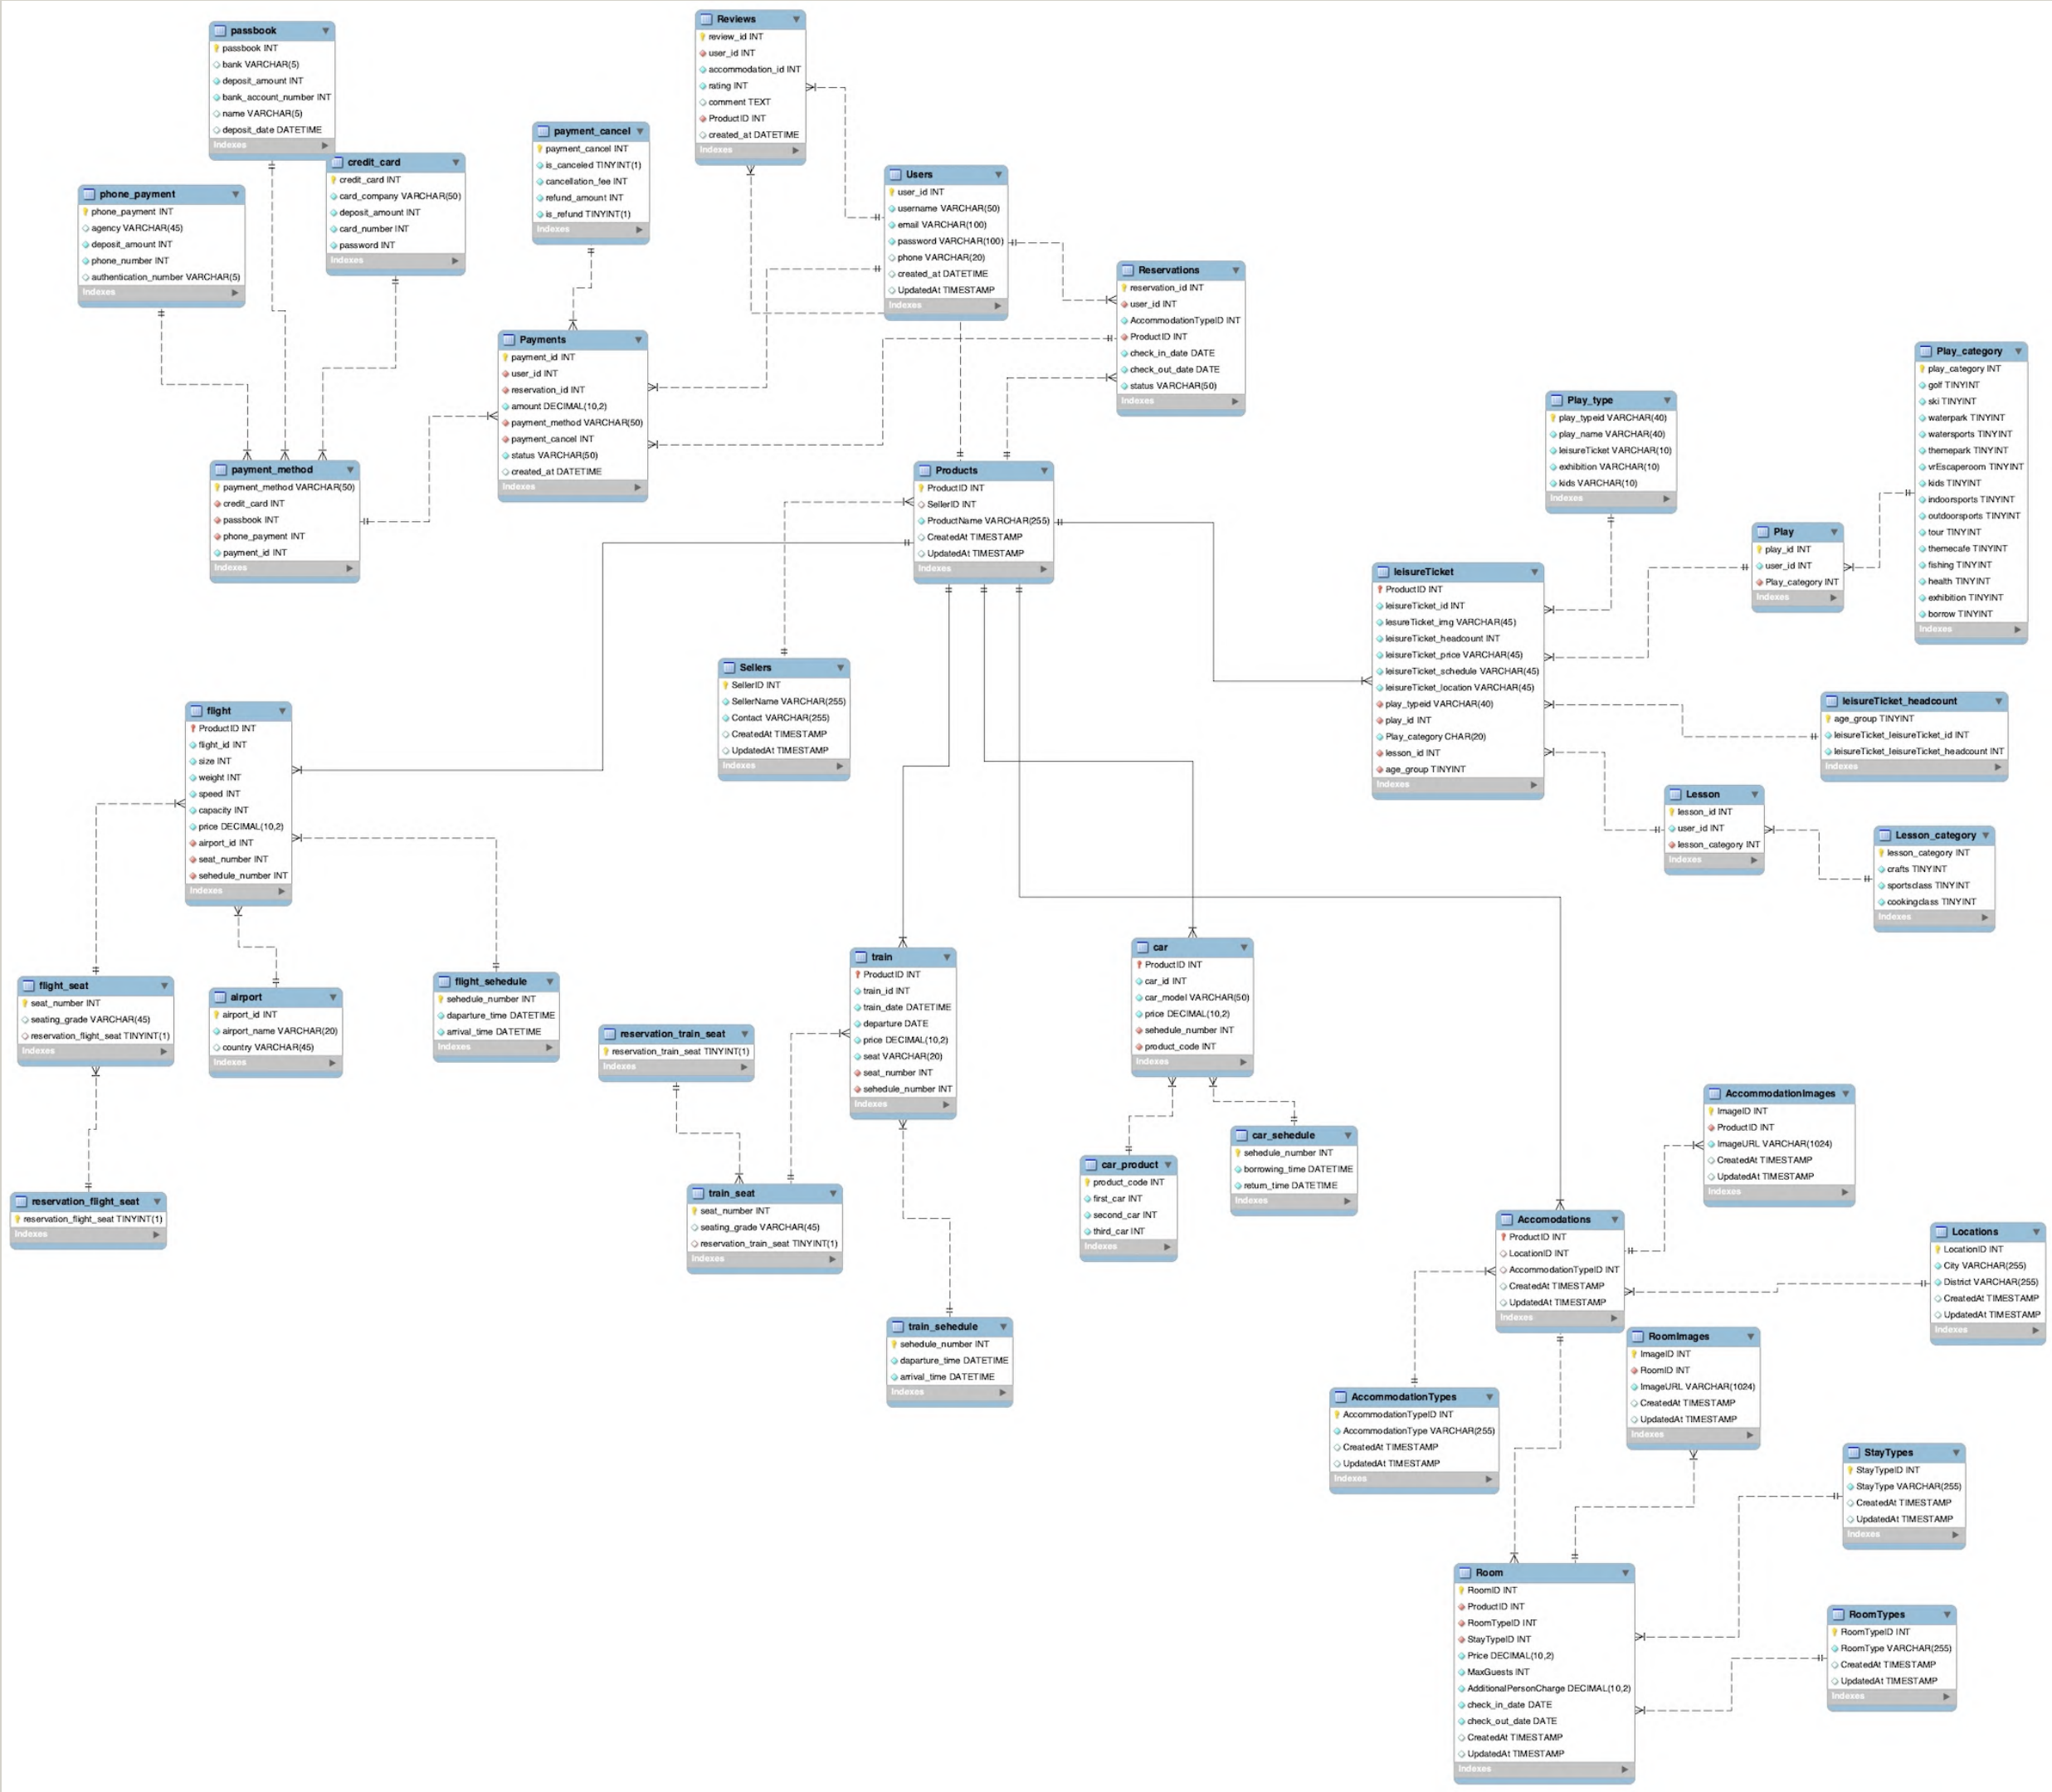 passbook
passbook INT
bank VARCHAR(5)
deposit_amount INT
bank_account_number INT
name VARCHAR(5)
deposit_date DATETIME
Indexes
credit_card
credit_card INT
card_company VARCHAR(50)
deposit_amount INT
card_number INT
password INT
Indexes
phone_payment
phone_payment INT
agency VARCHAR(45)
deposit_amount INT
phone_number INT
authentication_number VARCHAR(5)
Indexes
payment_cancel
payment_cancel INT
is_canceled TINYINT(1)
cancellation_fee INT
refund_amount INT
is_refund TINYINT(1)
Indexes
Reviews
review_id INT
user_id INT
accommodation_id INT
rating INT
comment TEXT
ProductID INT
created_at DATETIME
Indexes
Users
user_id INT
username VARCHAR(50)
email VARCHAR(100)
password VARCHAR(100)
phone VARCHAR(20)
created_at DATETIME
UpdatedAt TIMESTAMP
Indexes
Reservations
reservation_id INT
user_id INT
AccommodationTypeID INT
ProductID INT
check_in_date DATE
check_out_date DATE
status VARCHAR(50)
Indexes
Payments
payment_id INT
user_id INT
reservation_id INT
amount DECIMAL(10,2)
payment_method VARCHAR(50)
payment_cancel INT
status VARCHAR(50)
created_at DATETIME
Indexes
payment_method
payment_method VARCHAR(50)
credit_card INT
passbook INT
phone_payment INT
payment_id INT
Indexes
Products
ProductID INT
SellerID INT
ProductName VARCHAR(255)
CreatedAt TIMESTAMP
UpdatedAt TIMESTAMP
Indexes
Play_type
play_typeid VARCHAR(40)
play_name VARCHAR(40)
leisureTicket VARCHAR(10)
exhibition VARCHAR(10)
kids VARCHAR(10)
Indexes
Play_category
play_category INT
golf TINYINT
ski TINYINT
waterpark TINYINT
watersports TINYINT
themepark TINYINT
vrEscaperoom TINYINT
kids TINYINT
indoorsports TINYINT
outdoorsports TINYINT
tour TINYINT
themecafe TINYINT
fishing TINYINT
health TINYINT
exhibition TINYINT
borrow TINYINT
Indexes
Play
play_id INT
user_id INT
Play_category INT
Indexes
leisureTicket
ProductID INT
leisureTicket_id INT
lesureTicket_img VARCHAR(45)
leisureTicket_headcount INT
leisureTicket_price VARCHAR(45)
leisureTicket_schedule VARCHAR(45)
leisureTicket_location VARCHAR(45)
play_typeid VARCHAR(40)
play_id INT
Play_category CHAR(20)
lesson_id INT
age_group TINYINT
Indexes
leisureTicket_headcount
age_group TINYINT
leisureTicket_leisureTicket_id INT
leisureTicket_leisureTicket_headcount INT
Indexes
Lesson
lesson_id INT
user_id INT
lesson_category INT
Indexes
Lesson_category
lesson_category INT
crafts TINYINT
sportsclass TINYINT
cookingclass TINYINT
Indexes
Sellers
SellerID INT
SellerName VARCHAR(255)
Contact VARCHAR(255)
CreatedAt TIMESTAMP
UpdatedAt TIMESTAMP
Indexes
flight
ProductID INT
flight_id INT
size INT
weight INT
speed INT
capacity INT
price DECIMAL(10,2)
airport_id INT
seat_number INT
sehedule_number INT
Indexes
flight_seat
seat_number INT
seating_grade VARCHAR(45)
reservation_flight_seat TINYINT(1)
Indexes
airport
airport_id INT
airport_name VARCHAR(20)
country VARCHAR(45)
Indexes
flight_sehedule
sehedule_number INT
daparture_time DATETIME
arrival_time DATETIME
Indexes
reservation_flight_seat
reservation_flight_seat TINYINT(1)
Indexes
reservation_train_seat
reservation_train_seat TINYINT(1)
Indexes
train
ProductID INT
train_id INT
train_date DATETIME
departure DATE
price DECIMAL(10,2)
seat VARCHAR(20)
seat_number INT
sehedule_number INT
Indexes
train_seat
seat_number INT
seating_grade VARCHAR(45)
reservation_train_seat TINYINT(1)
Indexes
train_sehedule
sehedule_number INT
daparture_time DATETIME
arrival_time DATETIME
Indexes
car
ProductID INT
car_id INT
car_model VARCHAR(50)
price DECIMAL(10,2)
sehedule_number INT
product_code INT
Indexes
car_product
product_code INT
first_car INT
second_car INT
third_car INT
Indexes
car_sehedule
sehedule_number INT
borrowing_time DATETIME
return_time DATETIME
Indexes
AccommodationImages
ImageID INT
ProductID INT
ImageURL VARCHAR(1024)
CreatedAt TIMESTAMP
UpdatedAt TIMESTAMP
Indexes
Accomodations
ProductID INT
LocationID INT
AccommodationTypeID INT
CreatedAt TIMESTAMP
UpdatedAt TIMESTAMP
Indexes
Locations
LocationID INT
City VARCHAR(255)
District VARCHAR(255)
CreatedAt TIMESTAMP
UpdatedAt TIMESTAMP
Indexes
RoomImages
ImageID INT
RoomID INT
ImageURL VARCHAR(1024)
CreatedAt TIMESTAMP
UpdatedAt TIMESTAMP
Indexes
AccommodationTypes
AccommodationTypeID INT
AccommodationType VARCHAR(255)
CreatedAt TIMESTAMP
UpdatedAt TIMESTAMP
Indexes
StayTypes
StayTypeID INT
StayType VARCHAR(255)
CreatedAt TIMESTAMP
UpdatedAt TIMESTAMP
Indexes
Room
RoomID INT
ProductID INT
RoomTypeID INT
StayTypeID INT
Price DECIMAL(10,2)
MaxGuests INT
AdditionalPersonCharge DECIMAL(10,2)
check_in_date DATE
check_out_date DATE
CreatedAt TIMESTAMP
UpdatedAt TIMESTAMP
Indexes
RoomTypes
RoomTypeID INT
RoomType VARCHAR(255)
CreatedAt TIMESTAMP
UpdatedAt TIMESTAMP
Indexes